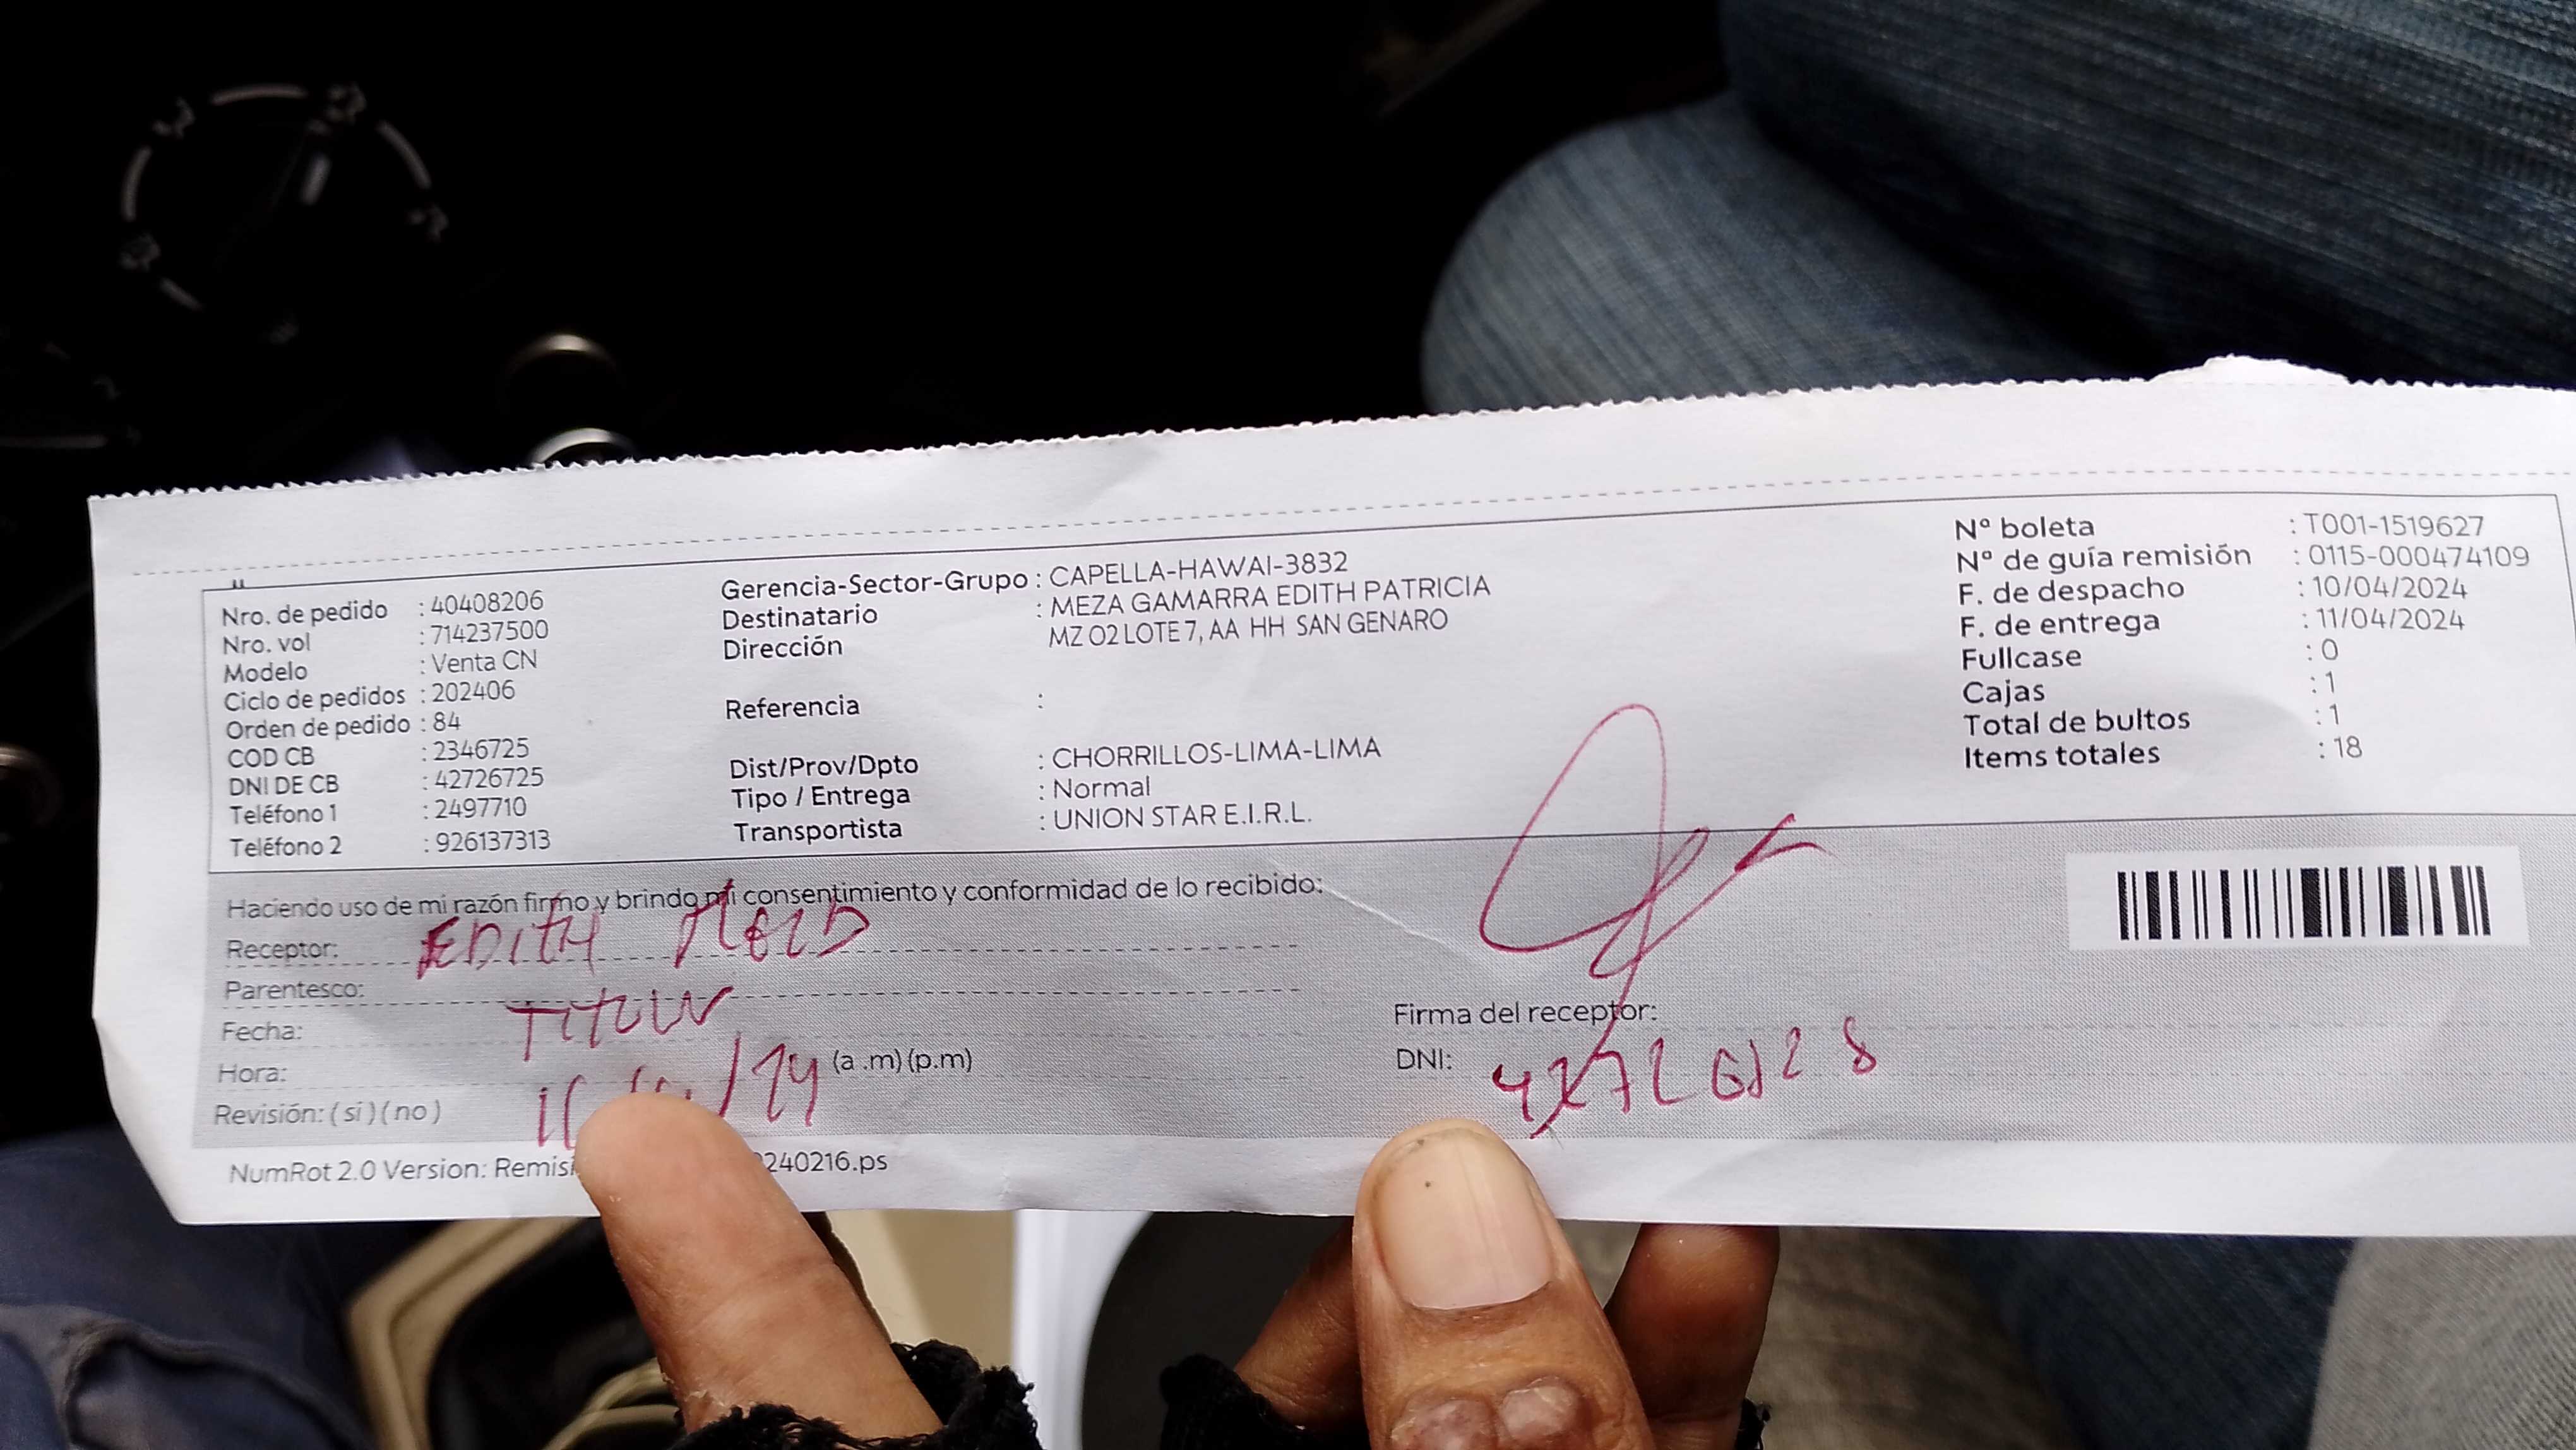 Nro. de pedido : 40408206
Nro. vol : 714237500
Modelo : Venta CN
Ciclo de pedidos : 202406
Orden de pedido : 84
COD CB : 2346725
DNI DE CB : 42726725
Teléfono 1 : 2497710
Teléfono 2 : 926137313
Gerencia-Sector-Grupo : CAPELLA-HAWAI-3832
Destinatario : MEZA GAMARRA EDITH PATRICIA
Dirección MZ O2 LOTE 7, AA HH SAN GENARO
Referencia :
Dist/Prov/Dpto : CHORRILLOS-LIMA-LIMA
Tipo / Entrega : Normal
Transportista : UNION STAR E.I.R.L.
Nº boleta : T001-1519627
Nº de guía remisión : 0115-000474109
F. de despacho : 10/04/2024
F. de entrega : 11/04/2024
Fullcase : 0
Cajas : 1
Total de bultos : 1
Items totales : 18
Haciendo uso de mi razón firmo y brindo mi consentimiento y conformidad de lo recibido:
Receptor: EDITH
Parentesco:
Fecha:
Hora: (a .m) (p.m)
Revisión: ( si ) ( no )
Firma del receptor:
DNI:
NumRot 2.0 Version: Remisi 240216.ps